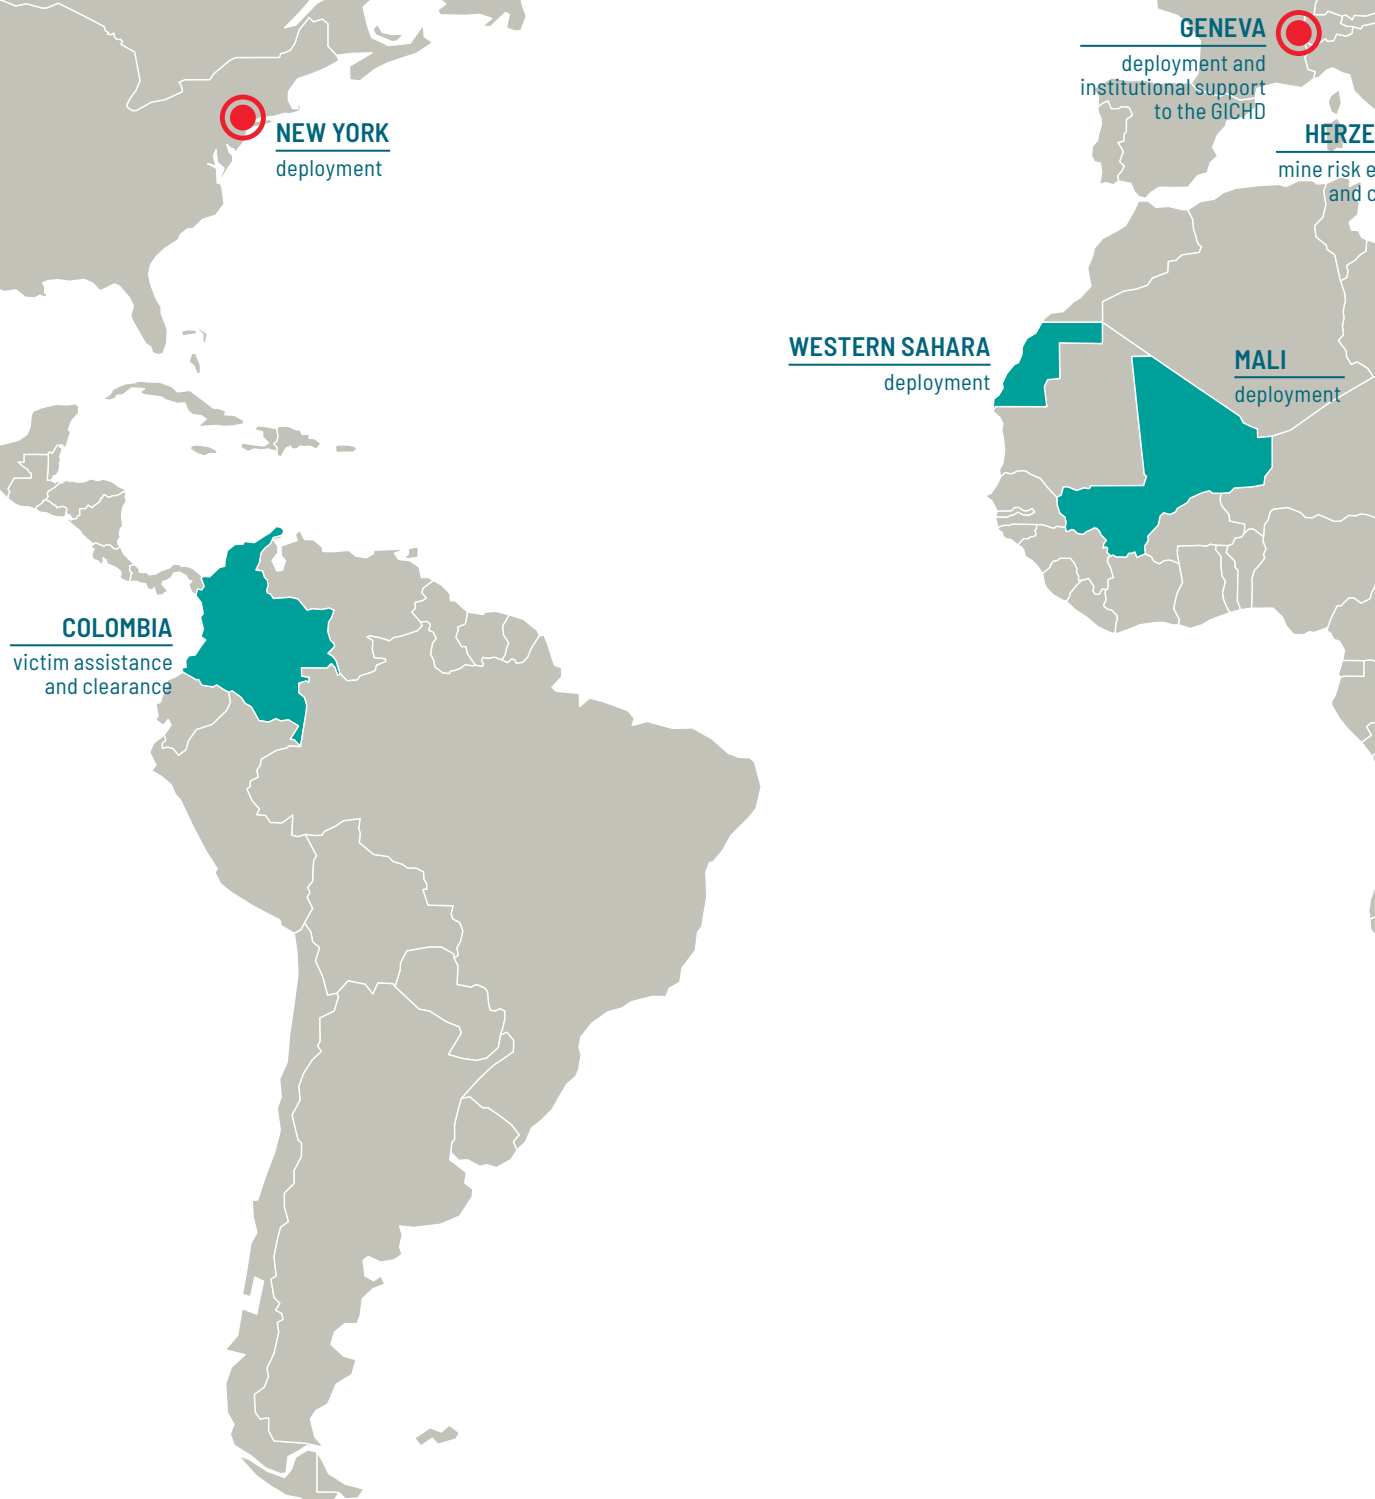 GENEVA
deployment and
institutional support
to the GICHD
NEW YORK
deployment
HERZE
mine risk e
and c
WESTERN SAHARA
deployment
MALI
deployment
COLOMBIA
victim assistance
and clearance